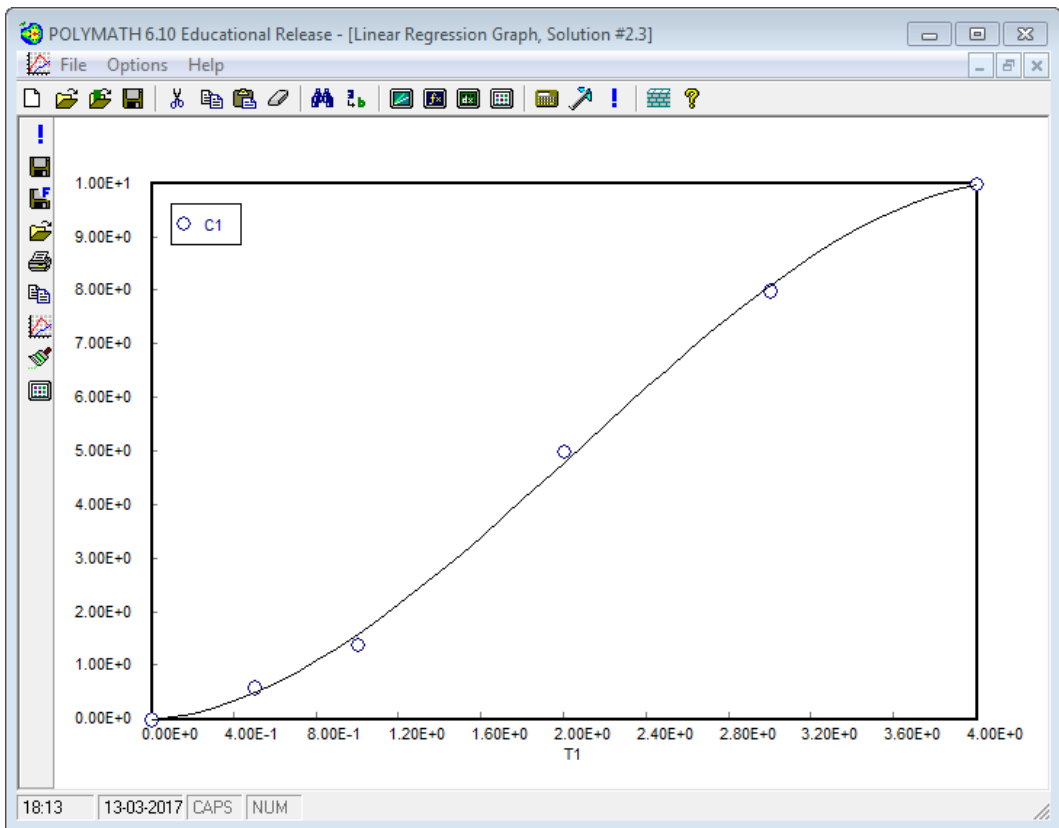 POLYMATH 6.10 Educational Release - [Linear Regression Graph, Solution #2.3]
File Options Help
1.00E+1
C1
9.00E+0
8.00E+0
7.00E+0
6.00E+0
5.00E+0
4.00E+0
3.00E+0
2.00E+0
1.00E+0
0.00E+0
0.00E+0 4.00E-1 8.00E-1 1.20E+0 1.60E+0 2.00E+0 2.40E+0 2.80E+0 3.20E+0 3.60E+0 4.00E+0
T1
18:13 13-03-2017 CAPS NUM